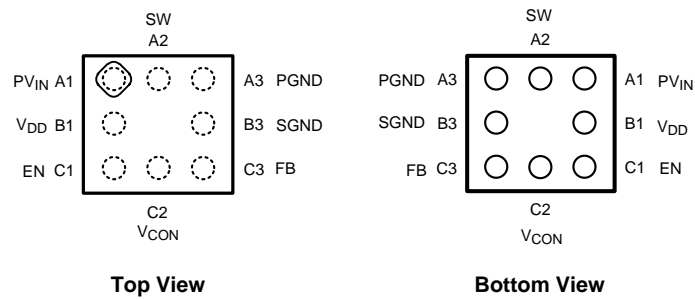 SW
A2
PVIN A1
A3 PGND
VDD B1
B3 SGND
EN C1
C3 FB
C2
VCON
Top View
SW
A2
PGND A3
A1 PVIN
SGND B3
B1 VDD
FB C3
C1 EN
C2
VCON
Bottom View